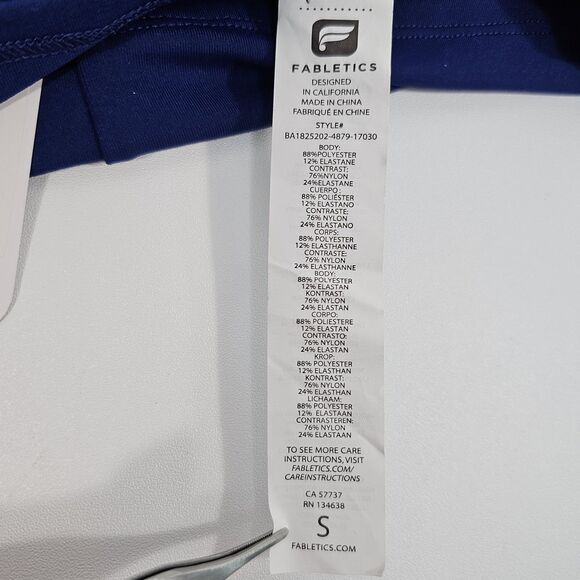 FABLETICS
DESIGNED
IN CALIFORNIA
MADE IN CHINA
FABRIQUÉ EN CHINE
STYLE#
BA1825202-4879-17030
BODY:
88%POLYESTER
12% ELASTANE
CONTRAST:
76%NYLON
24%ELASTANE
CUERPO:
88% POLIÉSTER
12% ELASTANO
CONTRASTE:
76% NYLON
24% ELASTANO
CORPS:
88% POLYESTER
12% ELASTHANNE
CONTRASTE:
76% NYLON
24% ELASTHANNE
BODY:
88% POLYESTER
12% ELASTAN
KONTRAST:
76% NYLON
24% ELASTAN
CORPO:
88% POLIESTERE
12% ELASTAN
CONTRASTO:
76% NYLON
24% ELASTAN
KROP:
88% POLYESTER
12% ELASTHAN
KONTRAST:
76% NYLON
24% ELASTHAN
LICHAAM:
88% POLYESTER
12% ELASTAAN
CONTRASTEREN:
76% NYLON
24% ELASTAAN
TO SEE MORE CARE
INSTRUCTIONS, VISIT
FABLETICS.COM/
CAREINSTRUCTIONS
CA 57737
RN 134638
S
FABLETICS.COM